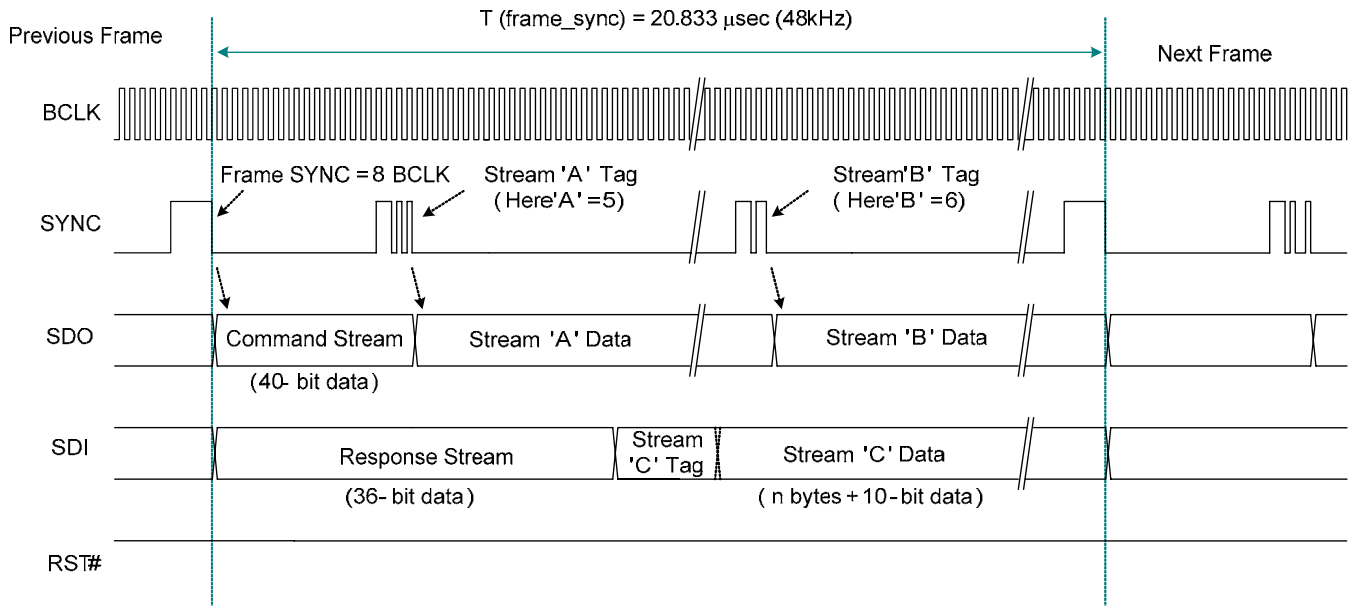 T (frame_sync) = 20.833 μsec (48kHz)
Previous Frame
Next Frame
BCLK
Frame SYNC = 8 BCLK
Stream 'A' Tag
(Here 'A' = 5)
Stream 'B' Tag
(Here 'B' = 6)
SYNC
SDO
Command Stream
Stream 'A' Data
Stream 'B' Data
(40- bit data)
SDI
Response Stream
Stream
'C' Tag
Stream 'C' Data
(36- bit data)
(n bytes + 10-bit data)
RST#